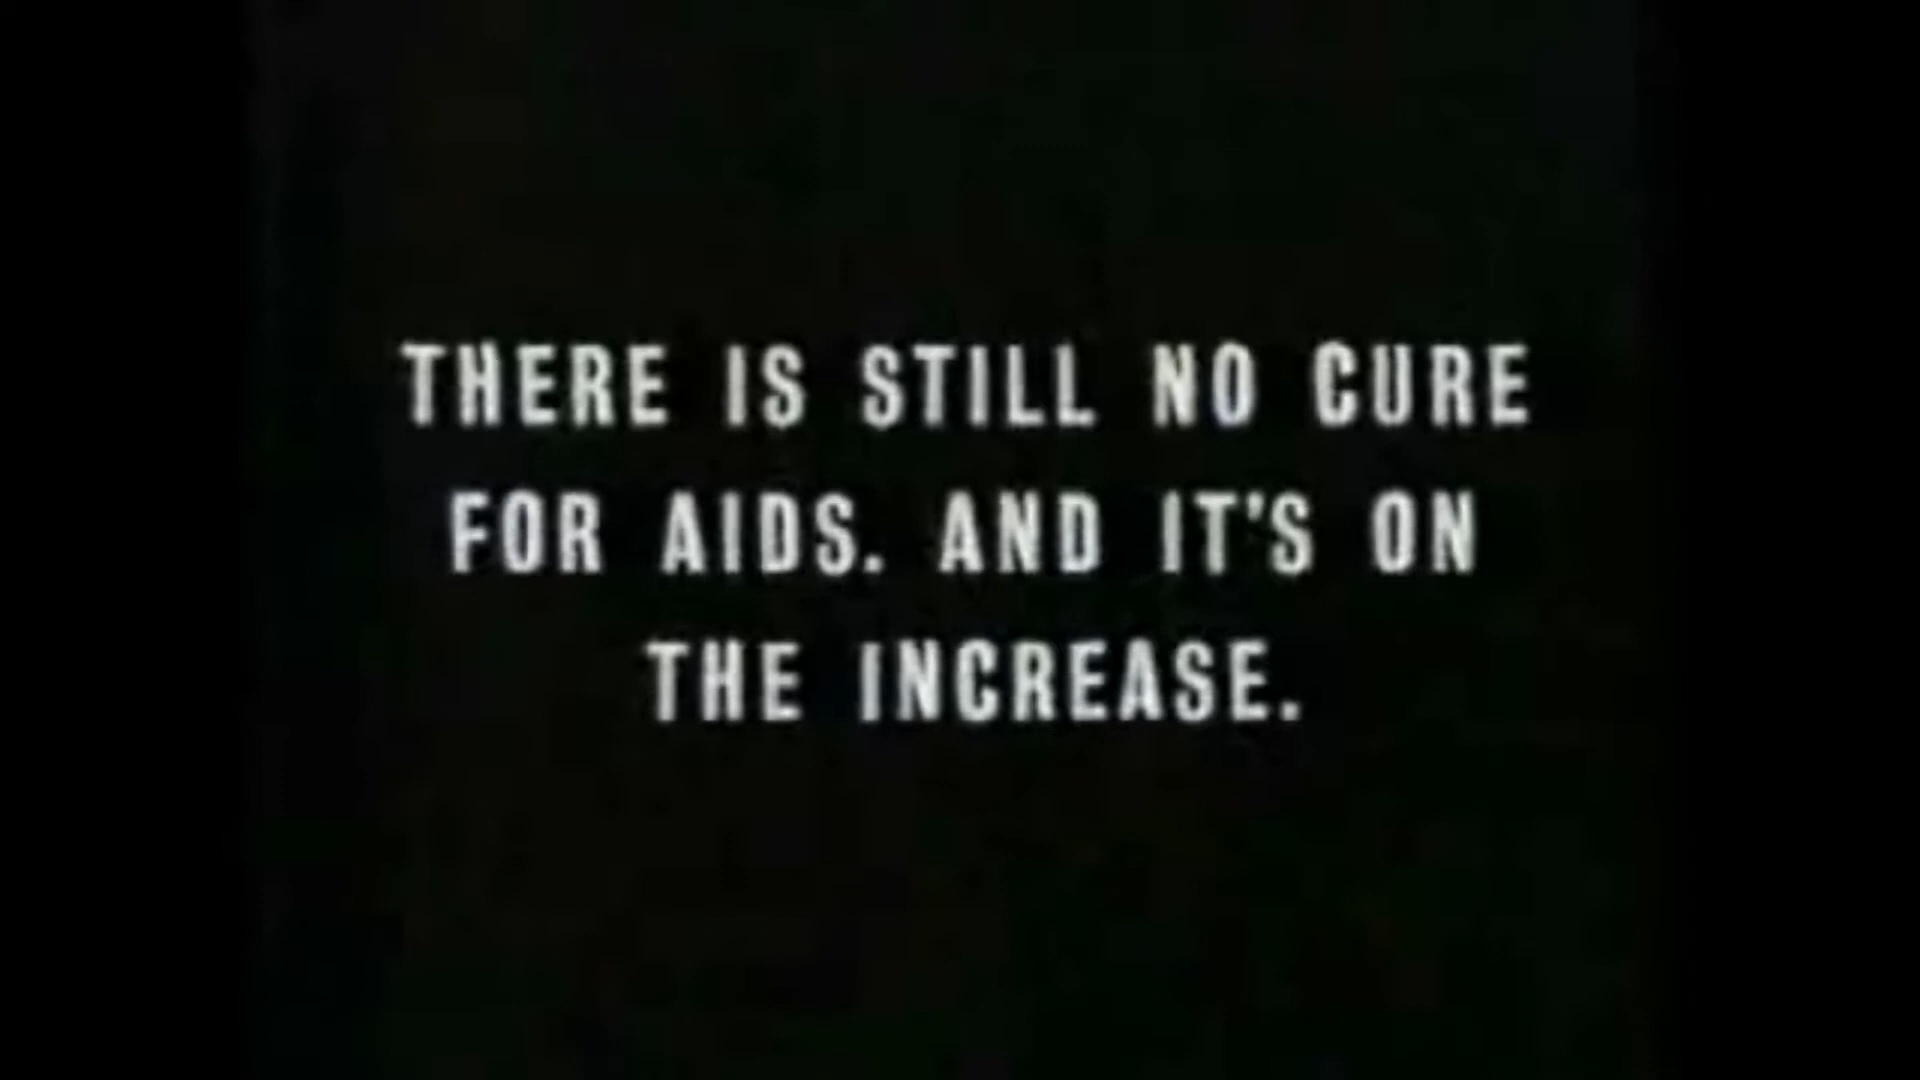 THERE IS STILL NO CURE
FOR AIDS. AND IT'S ON
THE INCREASE.